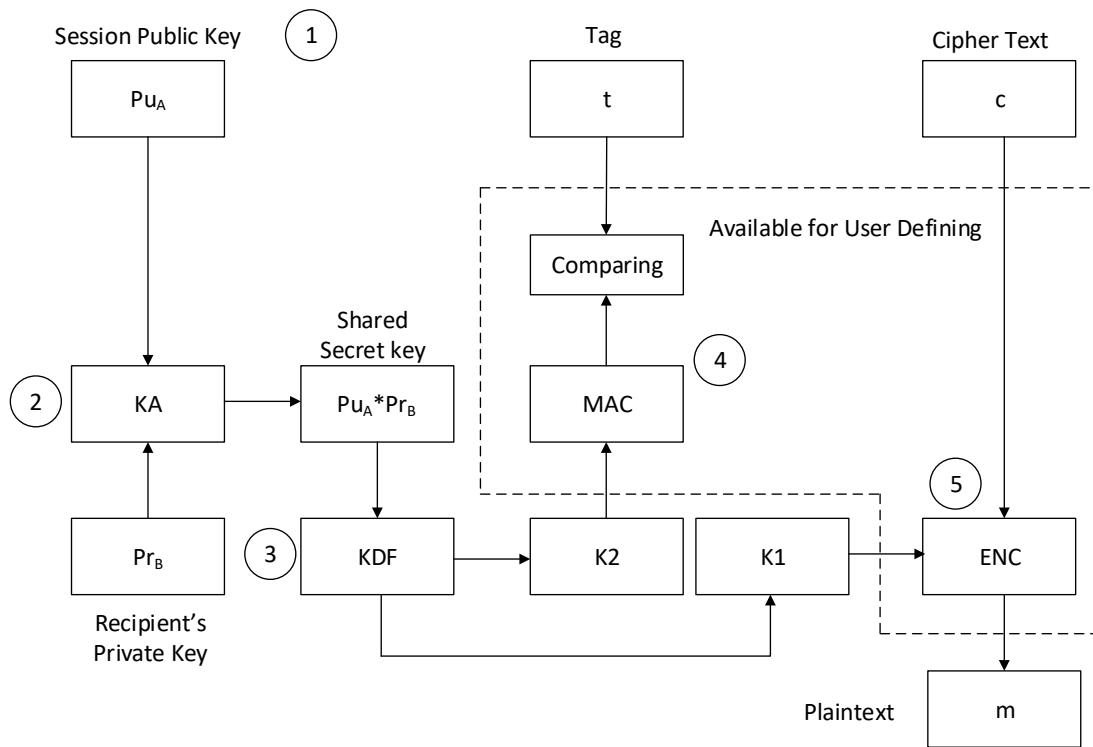 Session Public Key
1
Tag
Cipher Text
Pu_A
t
c
Available for User Defining
Comparing
Shared
Secret key
4
2
KA
Pu_A*Pr_B
MAC
5
Pr_B
3
KDF
K2
K1
ENC
Recipient’s
Private Key
Plaintext
m